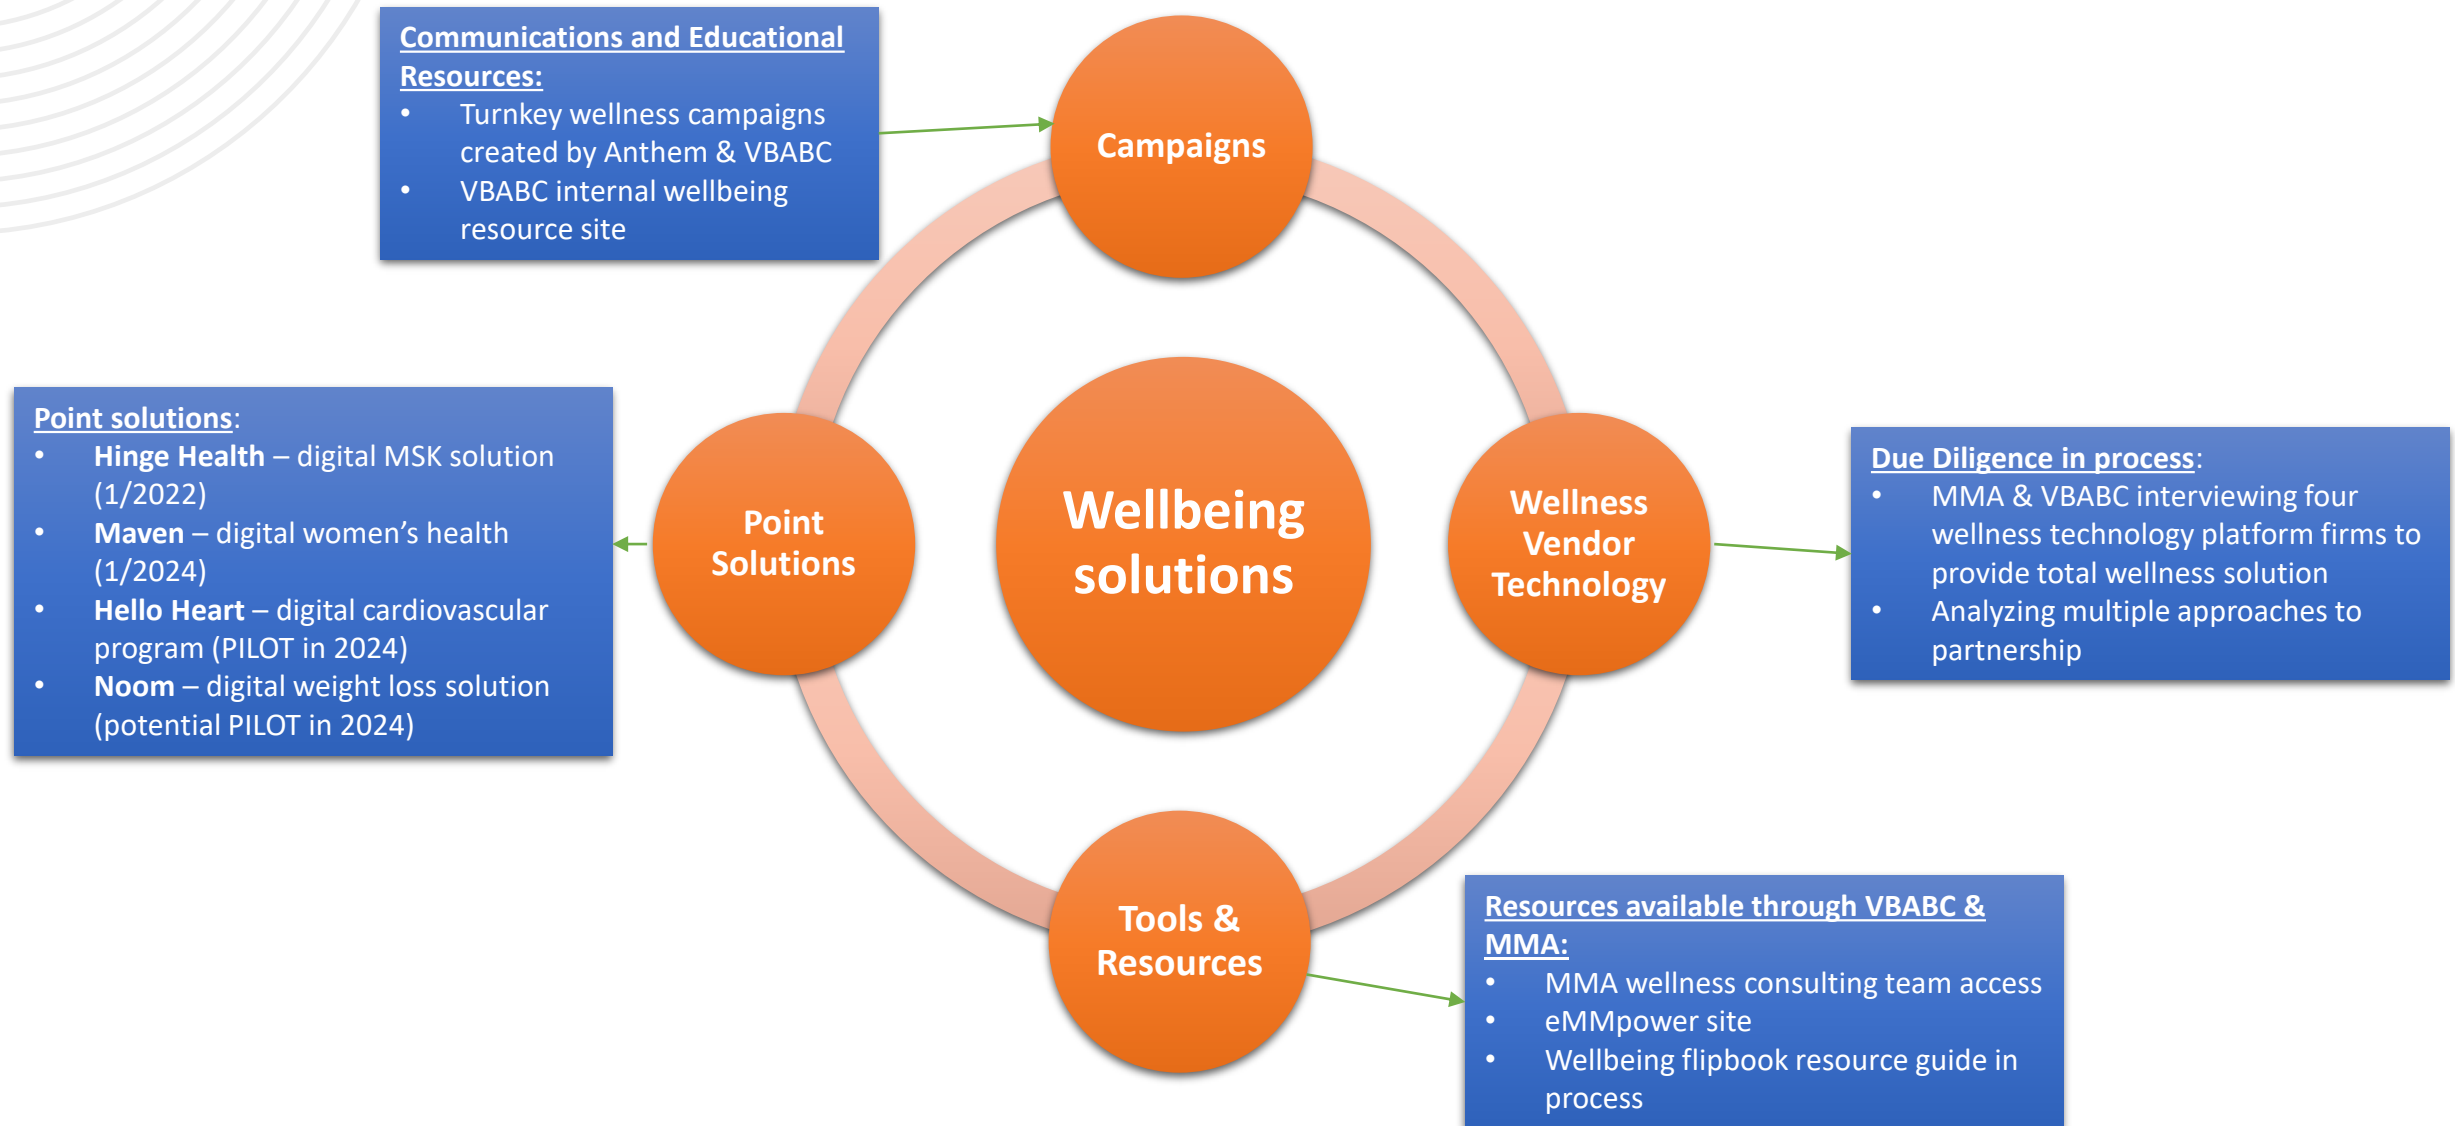 Communications and Educational
Resources:
• Turnkey wellness campaigns
created by Anthem & VBABC
• VBABC internal wellbeing
resource site
Campaigns
Point solutions:
• Hinge Health – digital MSK solution
(1/2022)
• Maven – digital women’s health
(1/2024)
• Hello Heart – digital cardiovascular
program (PILOT in 2024)
• Noom – digital weight loss solution
(potential PILOT in 2024)
Point
Solutions
Wellbeing
solutions
Wellness
Vendor
Technology
Due Diligence in process:
• MMA & VBABC interviewing four
wellness technology platform firms to
provide total wellness solution
• Analyzing multiple approaches to
partnership
Tools &
Resources
Resources available through VBABC &
MMA:
• MMA wellness consulting team access
• eMMpower site
• Wellbeing flipbook resource guide in
process